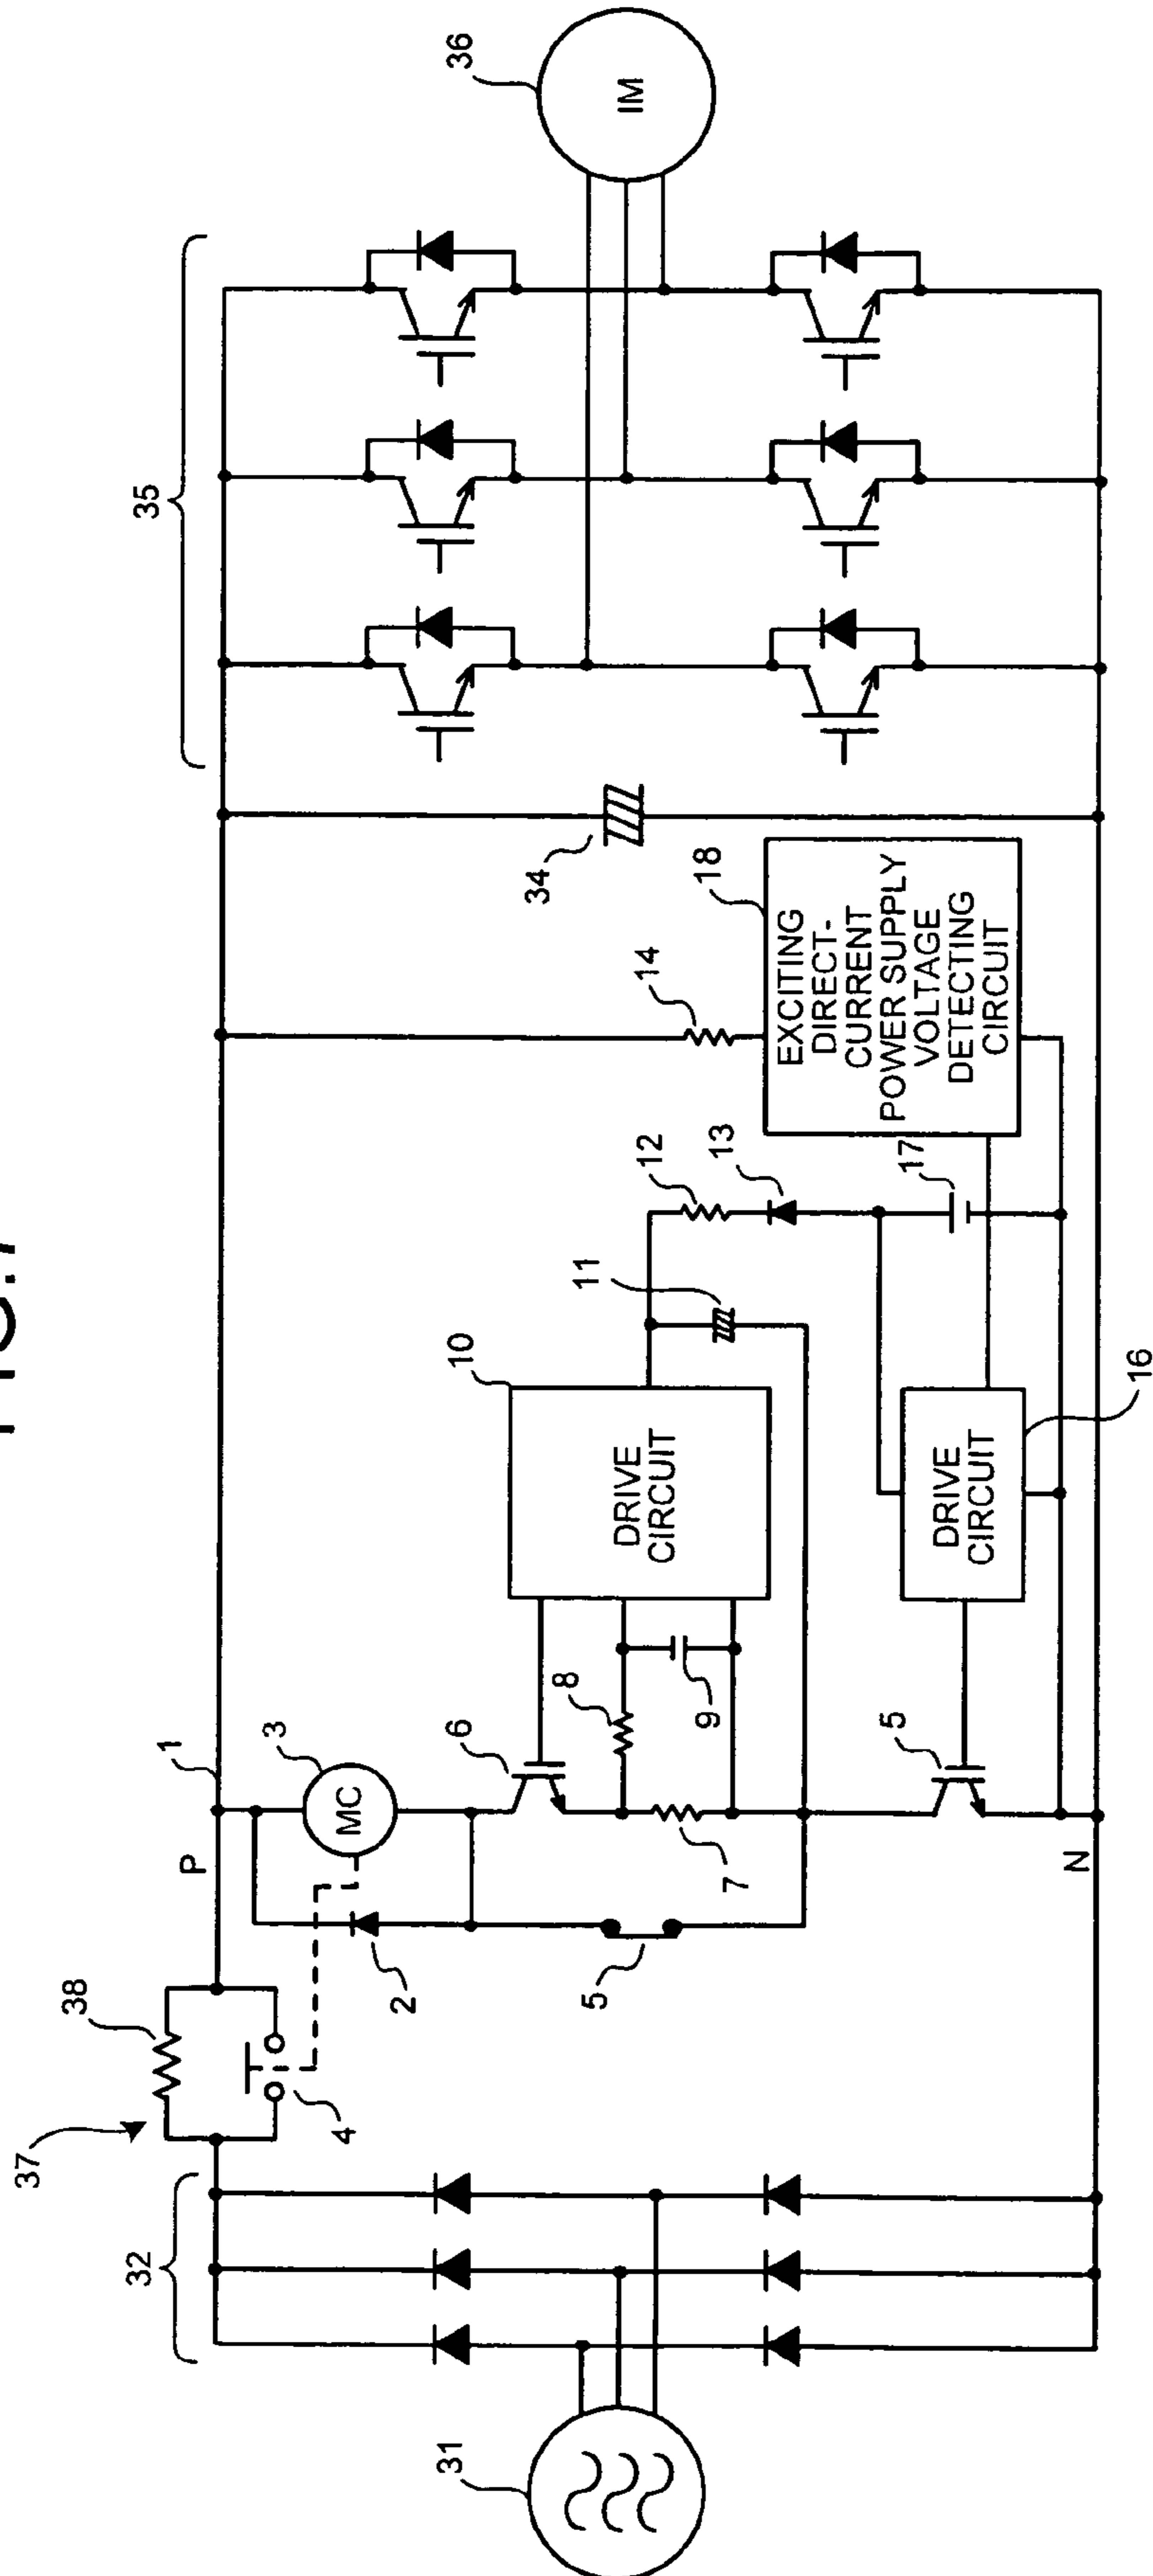 37
38
32
35
P
1
3
MC
4
2
31
6
10
36
34
8
11
5
DRIVE
CIRCUIT
IM
12
14
9
13
18
7
EXCITING
DIRECT-
CURRENT
POWER SUPPLY
VOLTAGE
DETECTING
CIRCUIT
5
17
DRIVE
CIRCUIT
N
16